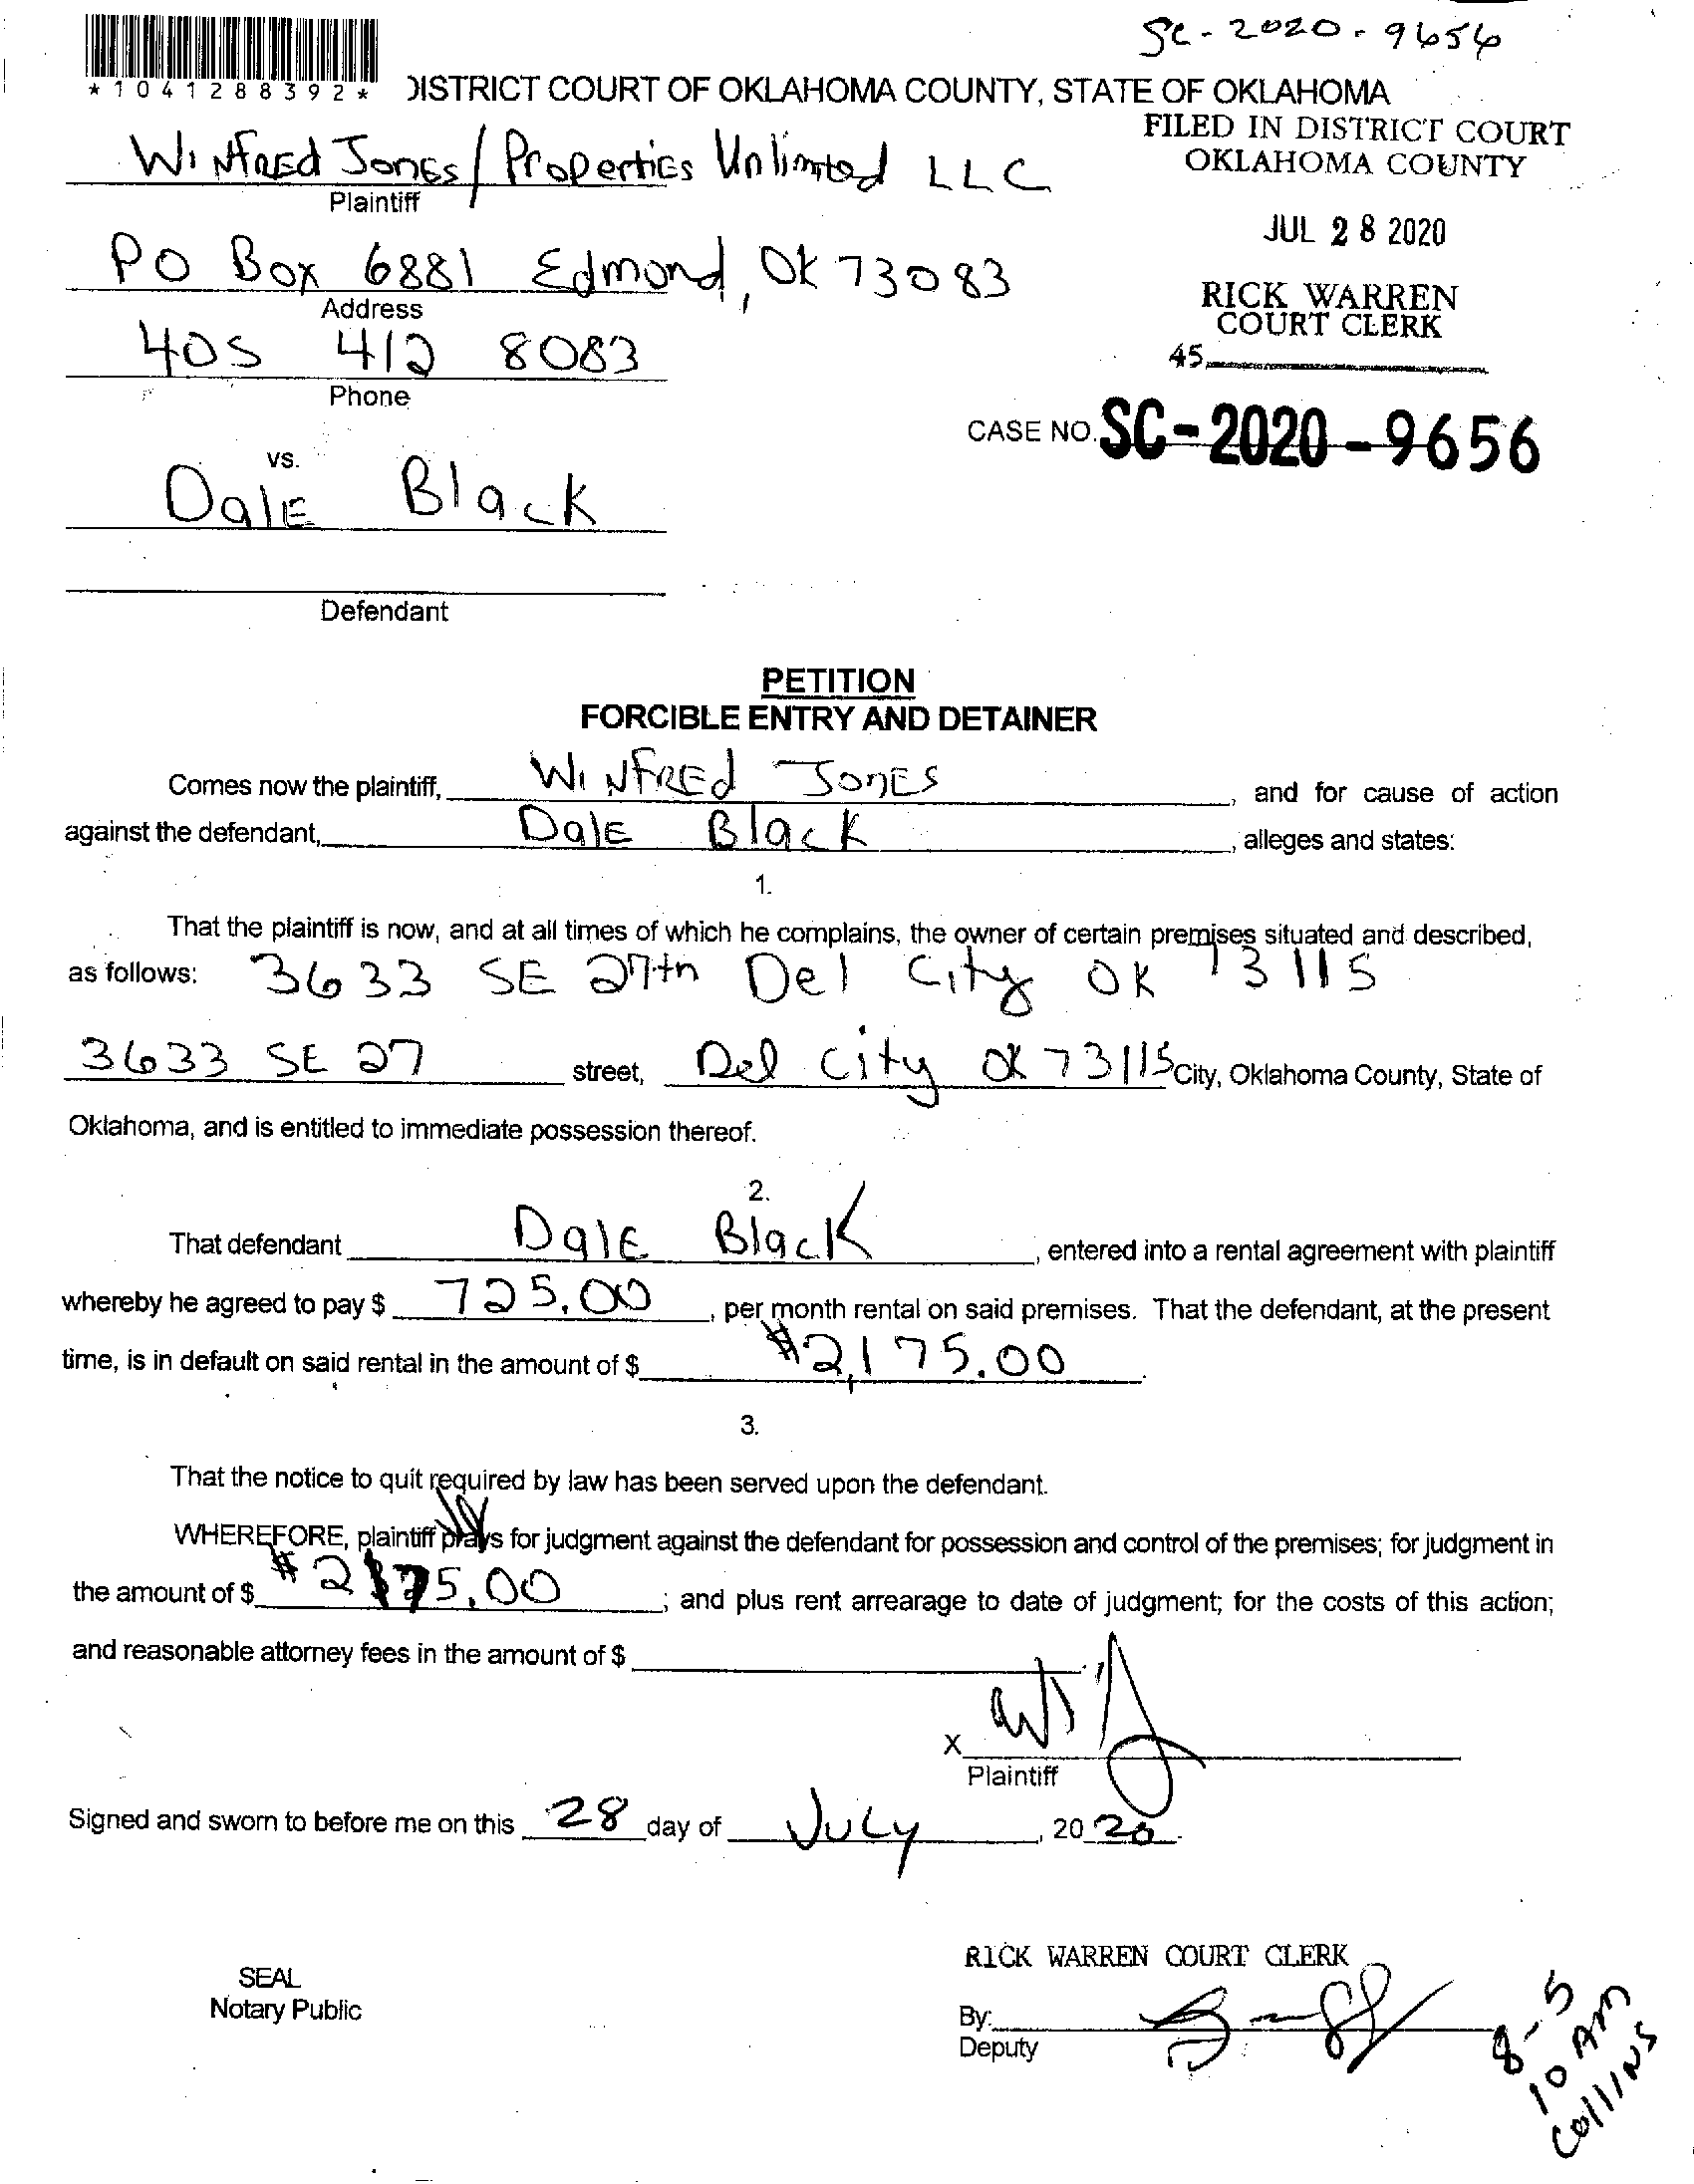 SC-2020-9656
*1041288392*
DISTRICT COURT OF OKLAHOMA COUNTY, STATE OF OKLAHOMA
FILED IN DISTRICT COURT
OKLAHOMA COUNTY
WiNfREd JonEs/PropertiEs Unlimted LLC
Plaintiff
JUL 28 2020
PO Box 6881 Edmond, OK 73083
Address
RICK WARREN
COURT CLERK
405 412 8083
Phone
45
CASE NO. SC-2020-9656
vs.
DalE Black
Defendant
PETITION
FORCIBLE ENTRY AND DETAINER
Comes now the plaintiff, WiNFREd JonES, and for cause of action
against the defendant, DalE Black, alleges and states:
1.
That the plaintiff is now, and at all times of which he complains, the owner of certain premises situated and described,
as follows: 3633 SE 27th Del City OK 73115
3633 SE 27 street, Del City OK 73115 City, Oklahoma County, State of
Oklahoma, and is entitled to immediate possession thereof.
2.
That defendant DalE Black, entered into a rental agreement with plaintiff
whereby he agreed to pay $ 725.00, per month rental on said premises. That the defendant, at the present
time, is in default on said rental in the amount of $ $2,175.00.
3.
That the notice to quit required by law has been served upon the defendant.
WHEREFORE, plaintiff prays for judgment against the defendant for possession and control of the premises; for judgment in
the amount of $ $2175.00; and plus rent arrearage to date of judgment; for the costs of this action;
and reasonable attorney fees in the amount of $
X
Plaintiff
Signed and sworn to before me on this 28 day of JuLy, 2020.
RICK WARREN COURT CLERK
SEAL
Notary Public
By:
Deputy
8-5
10 AM
Collins